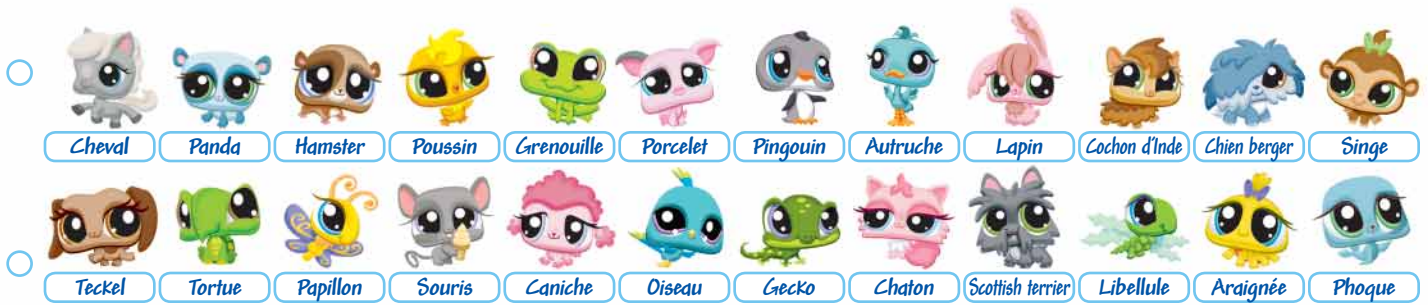 Cheval Panda Hamster Poussin Grenouille Porcelet Pingouin Autruche Lapin Cochon d'Inde Chien berger Singe
Teckel Tortue Papillon Souris Caniche Oiseau Gecko Chaton Scottish terrier Libellule Araignée Phoque